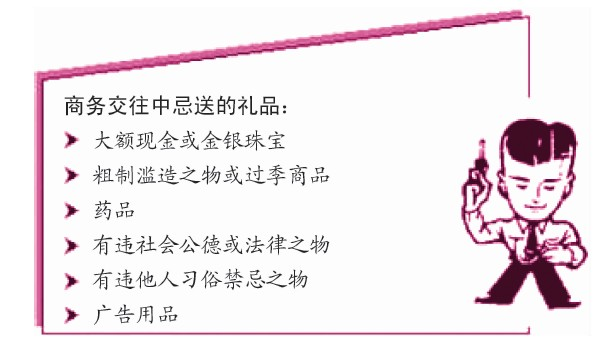 商务交往中忌送的礼品：
大额现金或金银珠宝
粗制滥造之物或过季商品
药品
有违社会公德或法律之物
有违他人习俗禁忌之物
广告用品